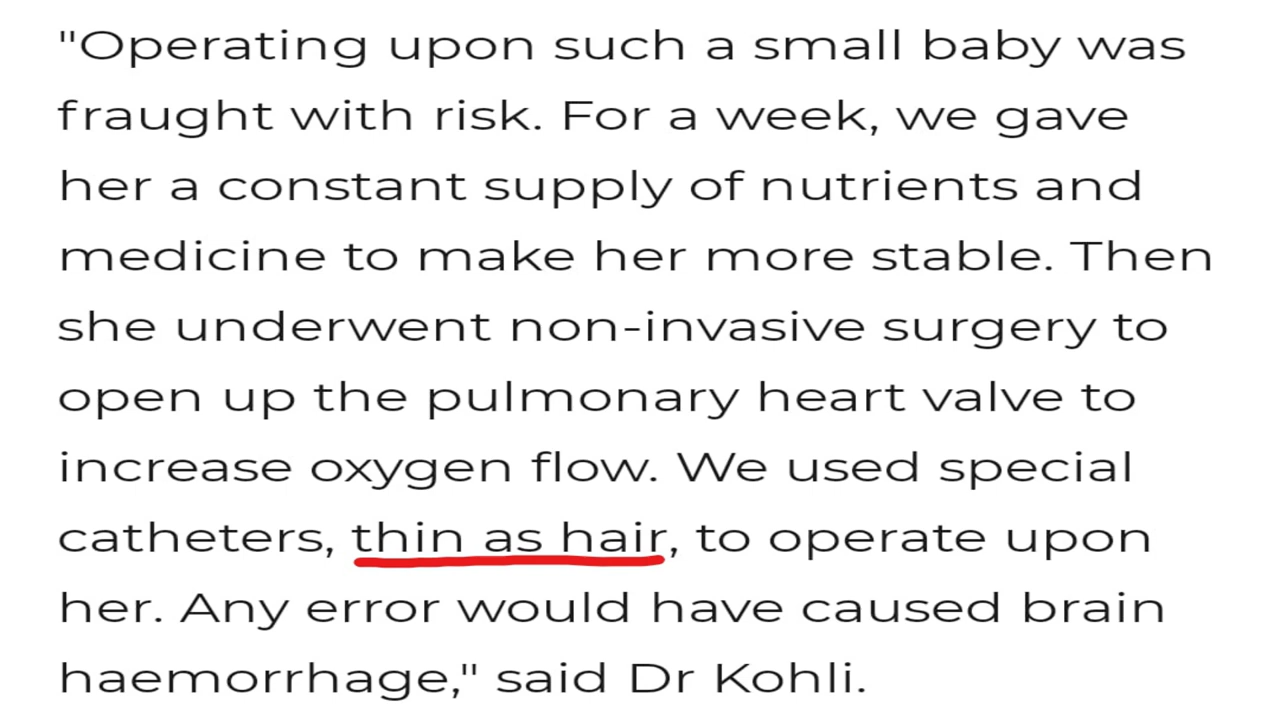 "Operating upon such a small baby was
fraught with risk. For a week, we gave
her a constant supply of nutrients and
medicine to make her more stable. Then
she underwent non-invasive surgery to
open up the pulmonary heart valve to
increase oxygen flow. We used special
catheters, thin as hair, to operate upon
her. Any error would have caused brain
haemorrhage," said Dr Kohli.